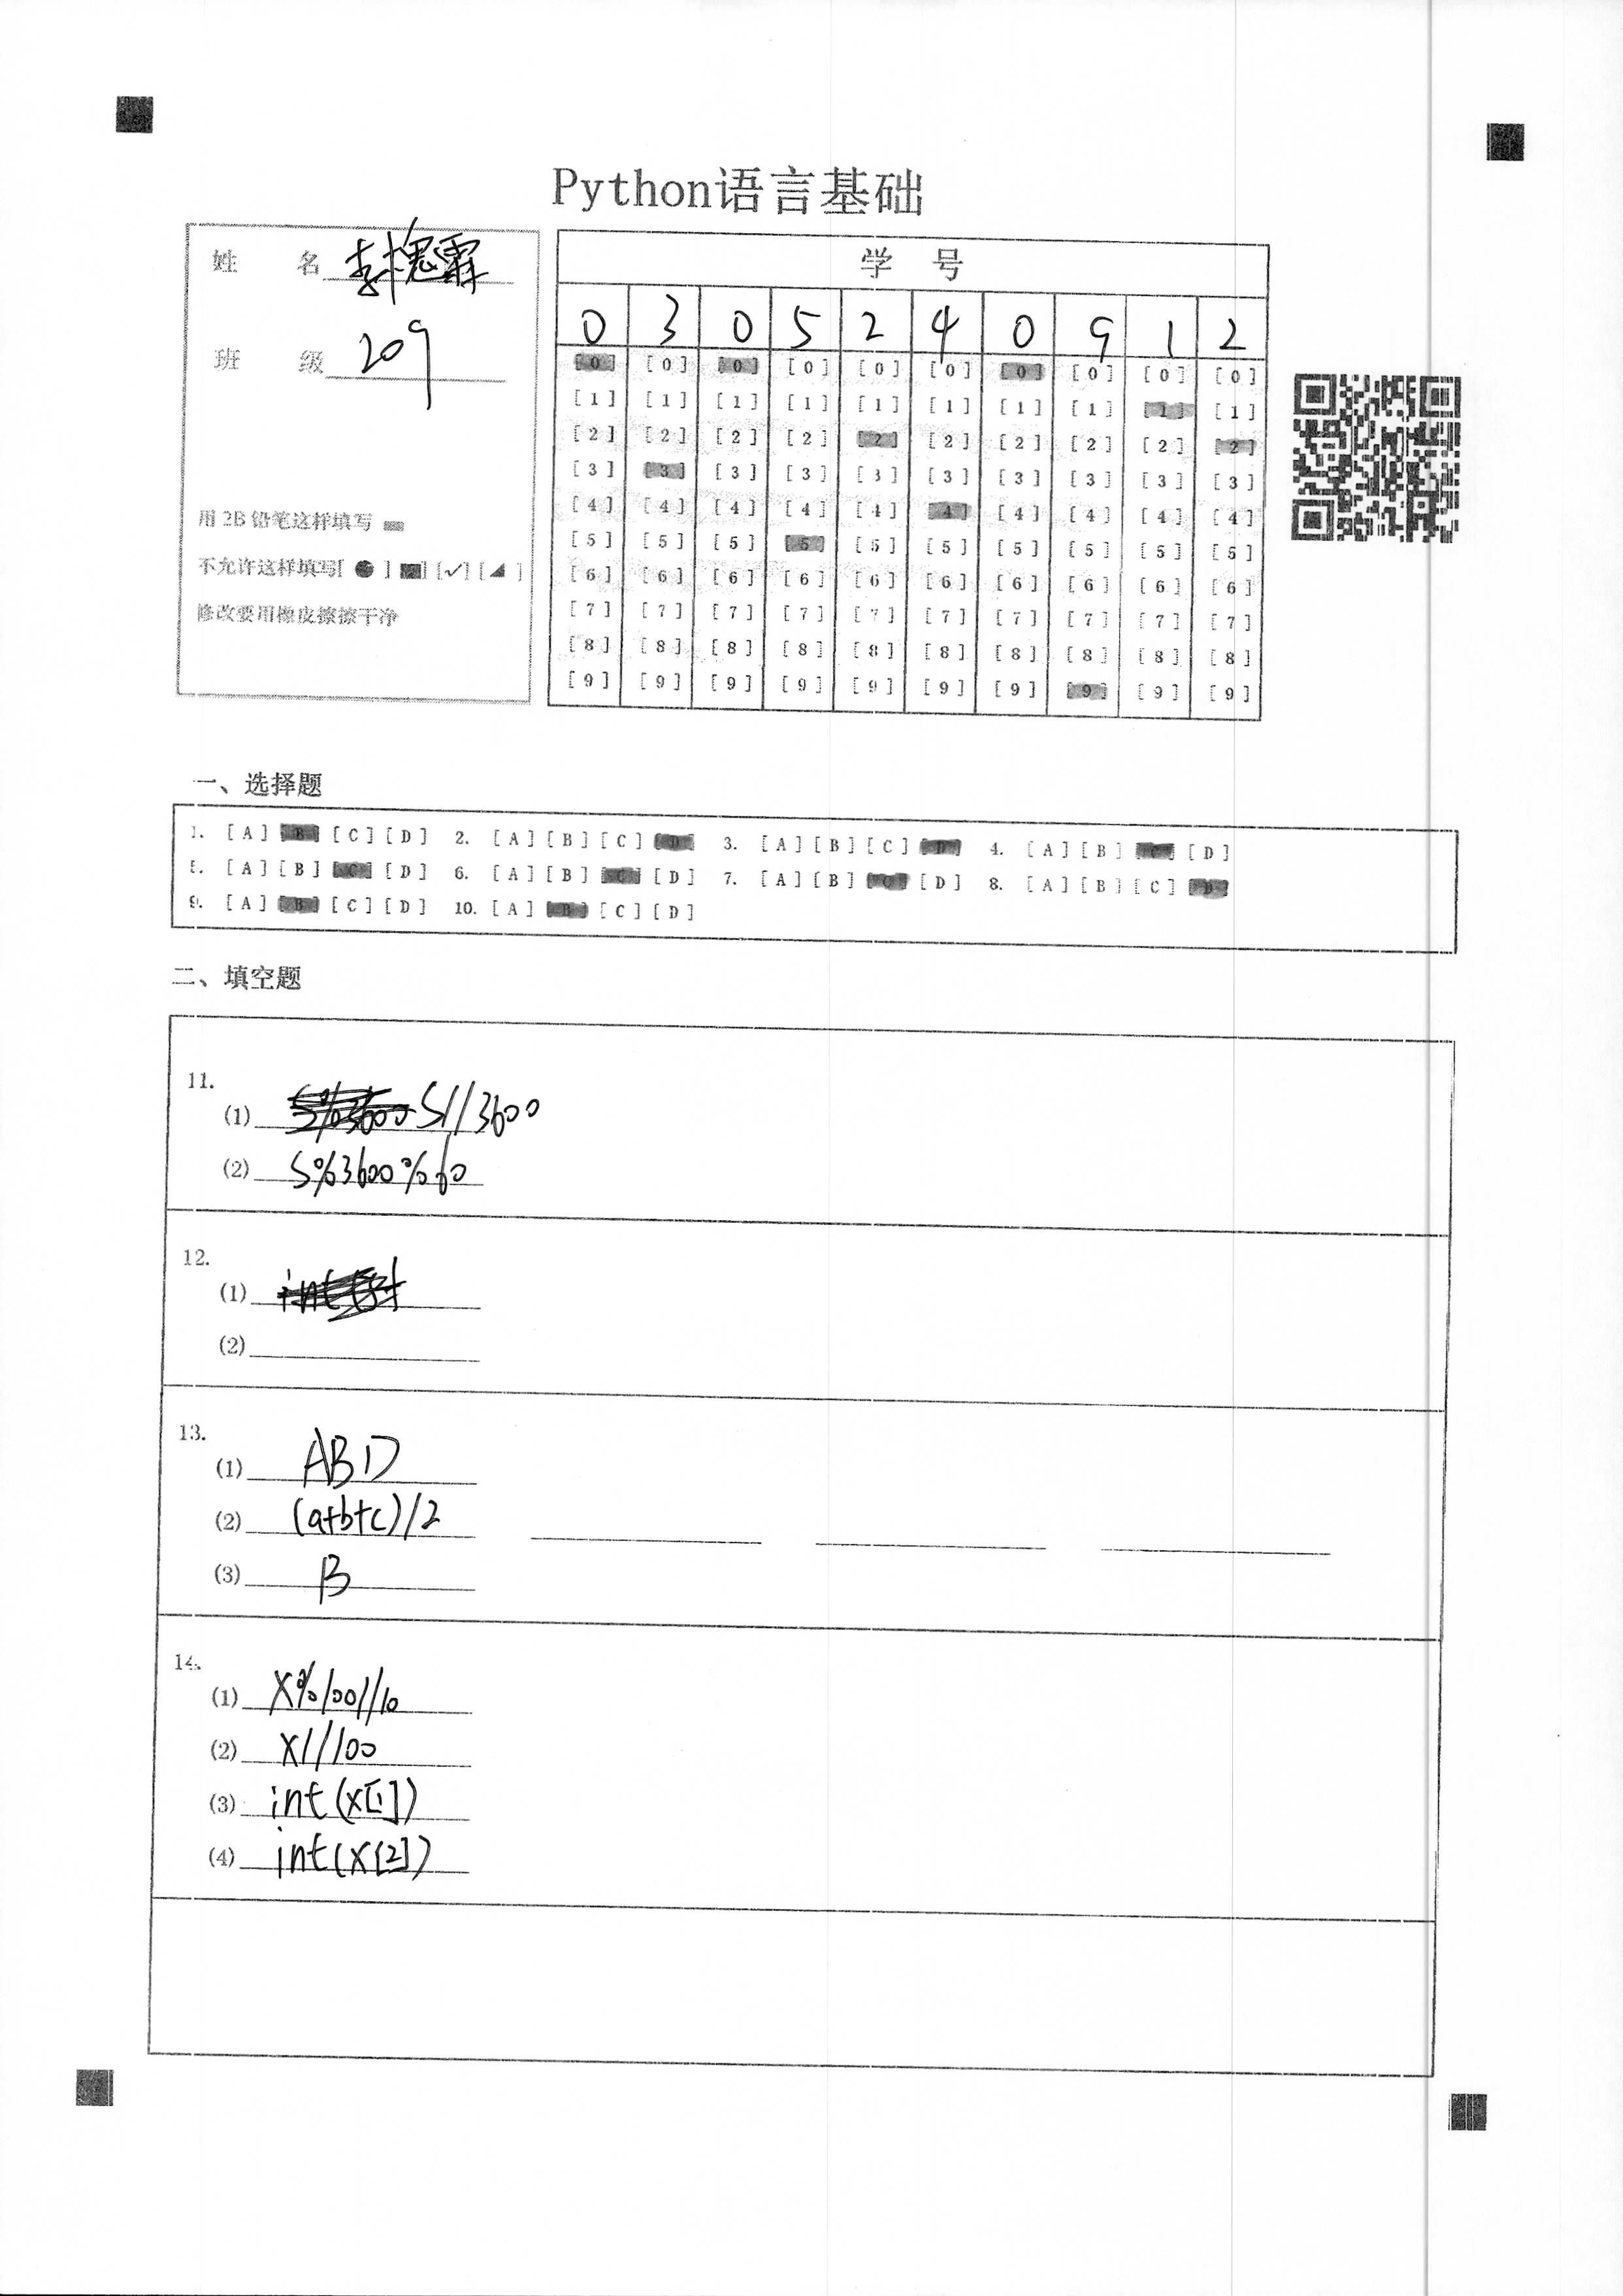 Python语言基础
姓 名 李槐霖
班 级 209
用 2B 铅笔这样填写
不允许这样填写[ ● ] [■] [✓] [◢ ]
修改要用橡皮擦擦干净
学 号
0 3 0 5 2 4 0 9 1 2
[0] [0] [0] [0] [0] [0] [0] [0] [0] [0]
[1] [1] [1] [1] [1] [1] [1] [1] [1] [1]
[2] [2] [2] [2] [2] [2] [2] [2] [2] [2]
[3] [3] [3] [3] [3] [3] [3] [3] [3] [3]
[4] [4] [4] [4] [4] [4] [4] [4] [4] [4]
[5] [5] [5] [5] [5] [5] [5] [5] [5] [5]
[6] [6] [6] [6] [6] [6] [6] [6] [6] [6]
[7] [7] [7] [7] [7] [7] [7] [7] [7] [7]
[8] [8] [8] [8] [8] [8] [8] [8] [8] [8]
[9] [9] [9] [9] [9] [9] [9] [9] [9] [9]
一、选择题
1. [A] [B] [C] [D] 2. [A] [B] [C] [D] 3. [A] [B] [C] [D] 4. [A] [B] [C] [D]
5. [A] [B] [C] [D] 6. [A] [B] [C] [D] 7. [A] [B] [C] [D] 8. [A] [B] [C] [D]
9. [A] [B] [C] [D] 10. [A] [B] [C] [D]
二、填空题
11.
(1) S//3600
(2) S%3600%60
12.
(1)
(2)
13.
(1) ABD
(2) (a+b+c)/2
(3) B
14.
(1) X%100//10
(2) X//100
(3) int(X[1])
(4) int(X[2])